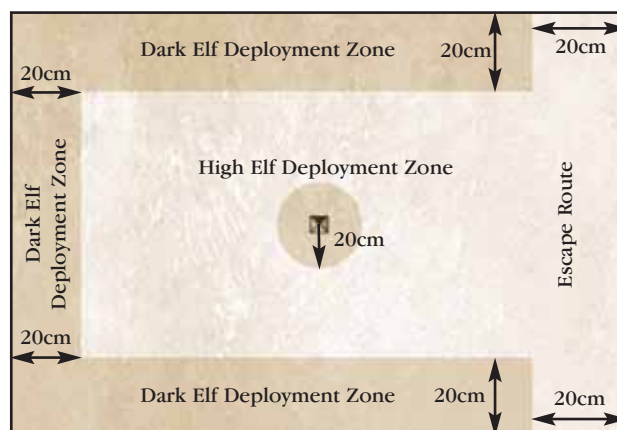 Dark Elf Deployment Zone
20cm
20cm
20cm
Dark Elf
Deployment Zone
High Elf Deployment Zone
20cm
Escape Route
20cm
Dark Elf Deployment Zone
20cm
20cm